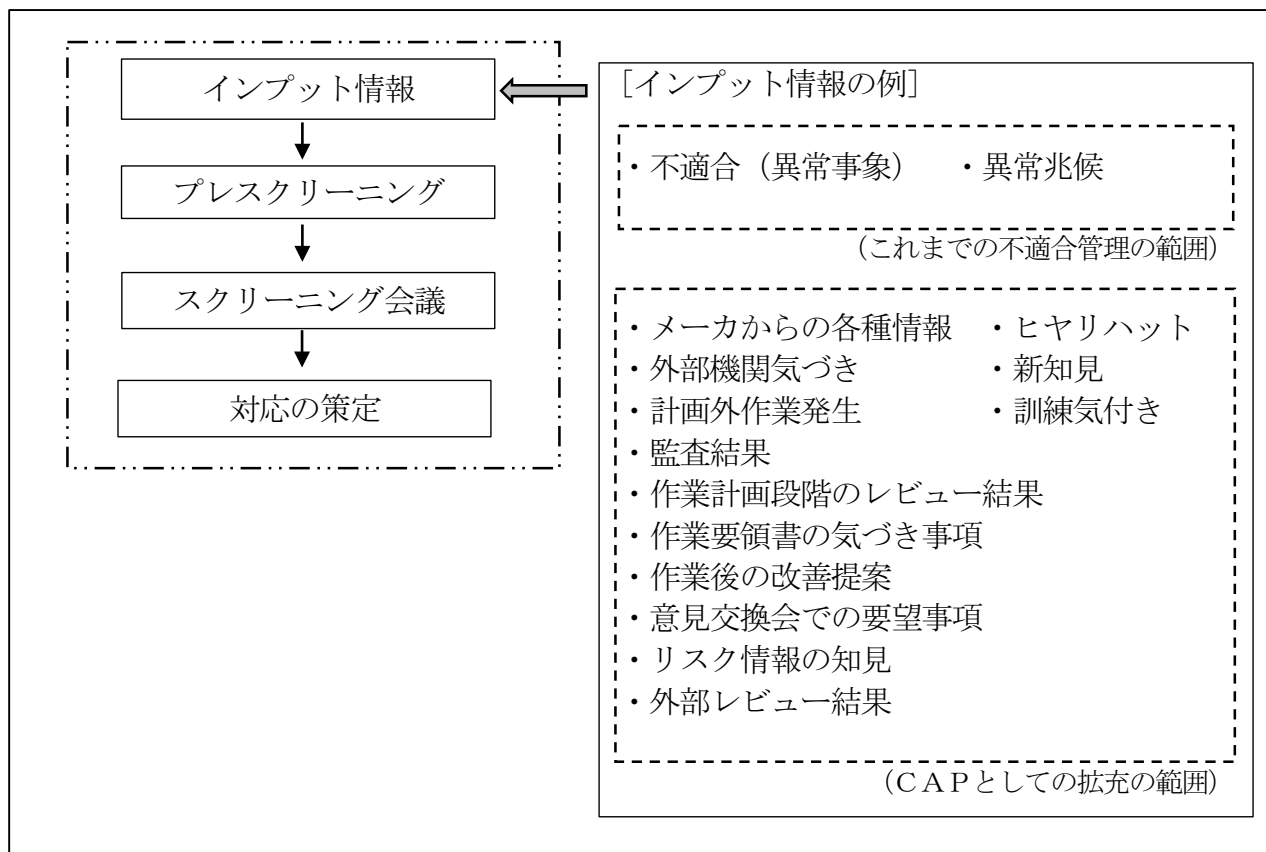 インプット情報
プレスクリーニング
スクリーニング会議
対応の策定
［インプット情報の例］
・不適合（異常事象） ・異常兆候
（これまでの不適合管理の範囲）
・メーカからの各種情報 ・ヒヤリハット
・外部機関気づき ・新知見
・計画外作業発生 ・訓練気付き
・監査結果
・作業計画段階のレビュー結果
・作業要領書の気づき事項
・作業後の改善提案
・意見交換会での要望事項
・リスク情報の知見
・外部レビュー結果
（ＣＡＰとしての拡充の範囲）